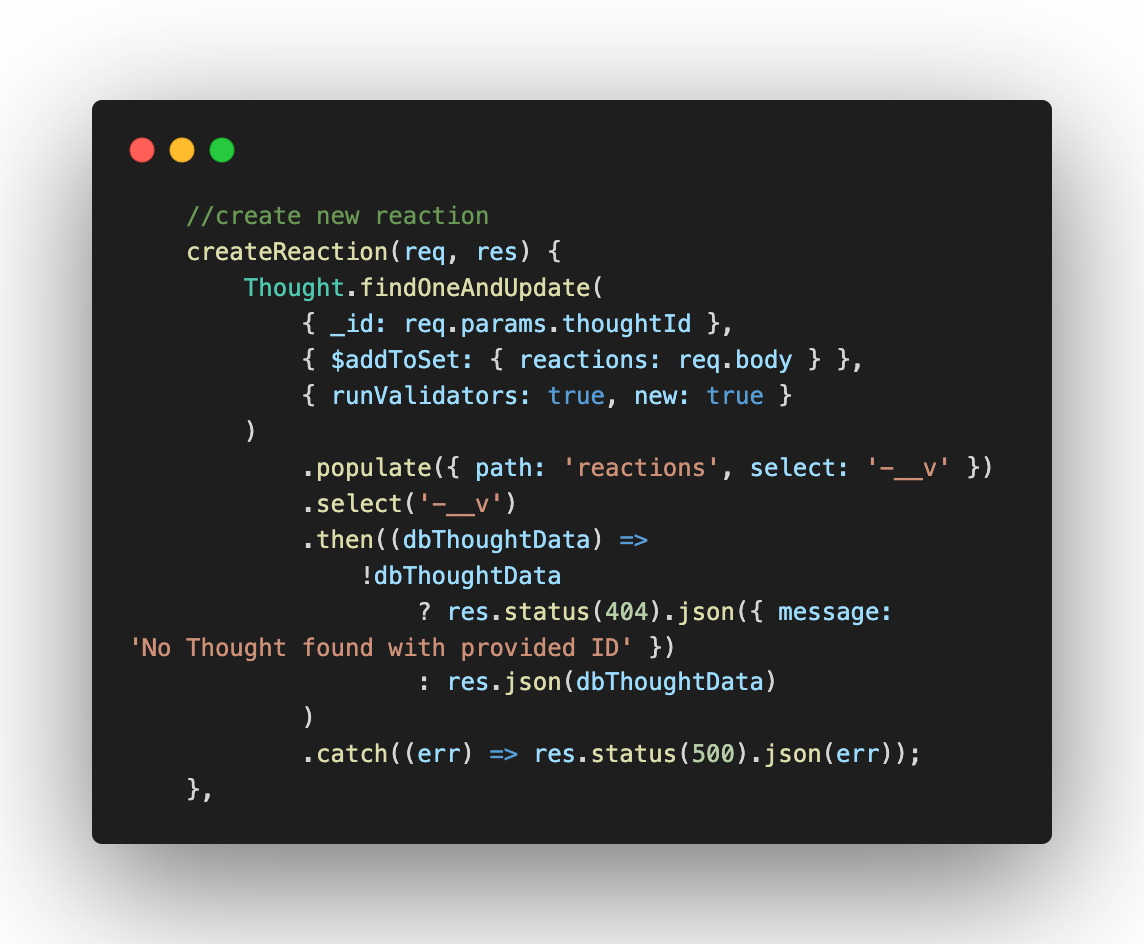 //create new reaction
createReaction(req, res) {
Thought.findOneAndUpdate(
{ _id: req.params.thoughtId },
{ $addToSet: { reactions: req.body } },
{ runValidators: true, new: true }
)
.populate({ path: 'reactions', select: '-__v' })
.select('-__v')
.then((dbThoughtData) =>
!dbThoughtData
? res.status(404).json({ message:
'No Thought found with provided ID' })
: res.json(dbThoughtData)
)
.catch((err) => res.status(500).json(err));
},